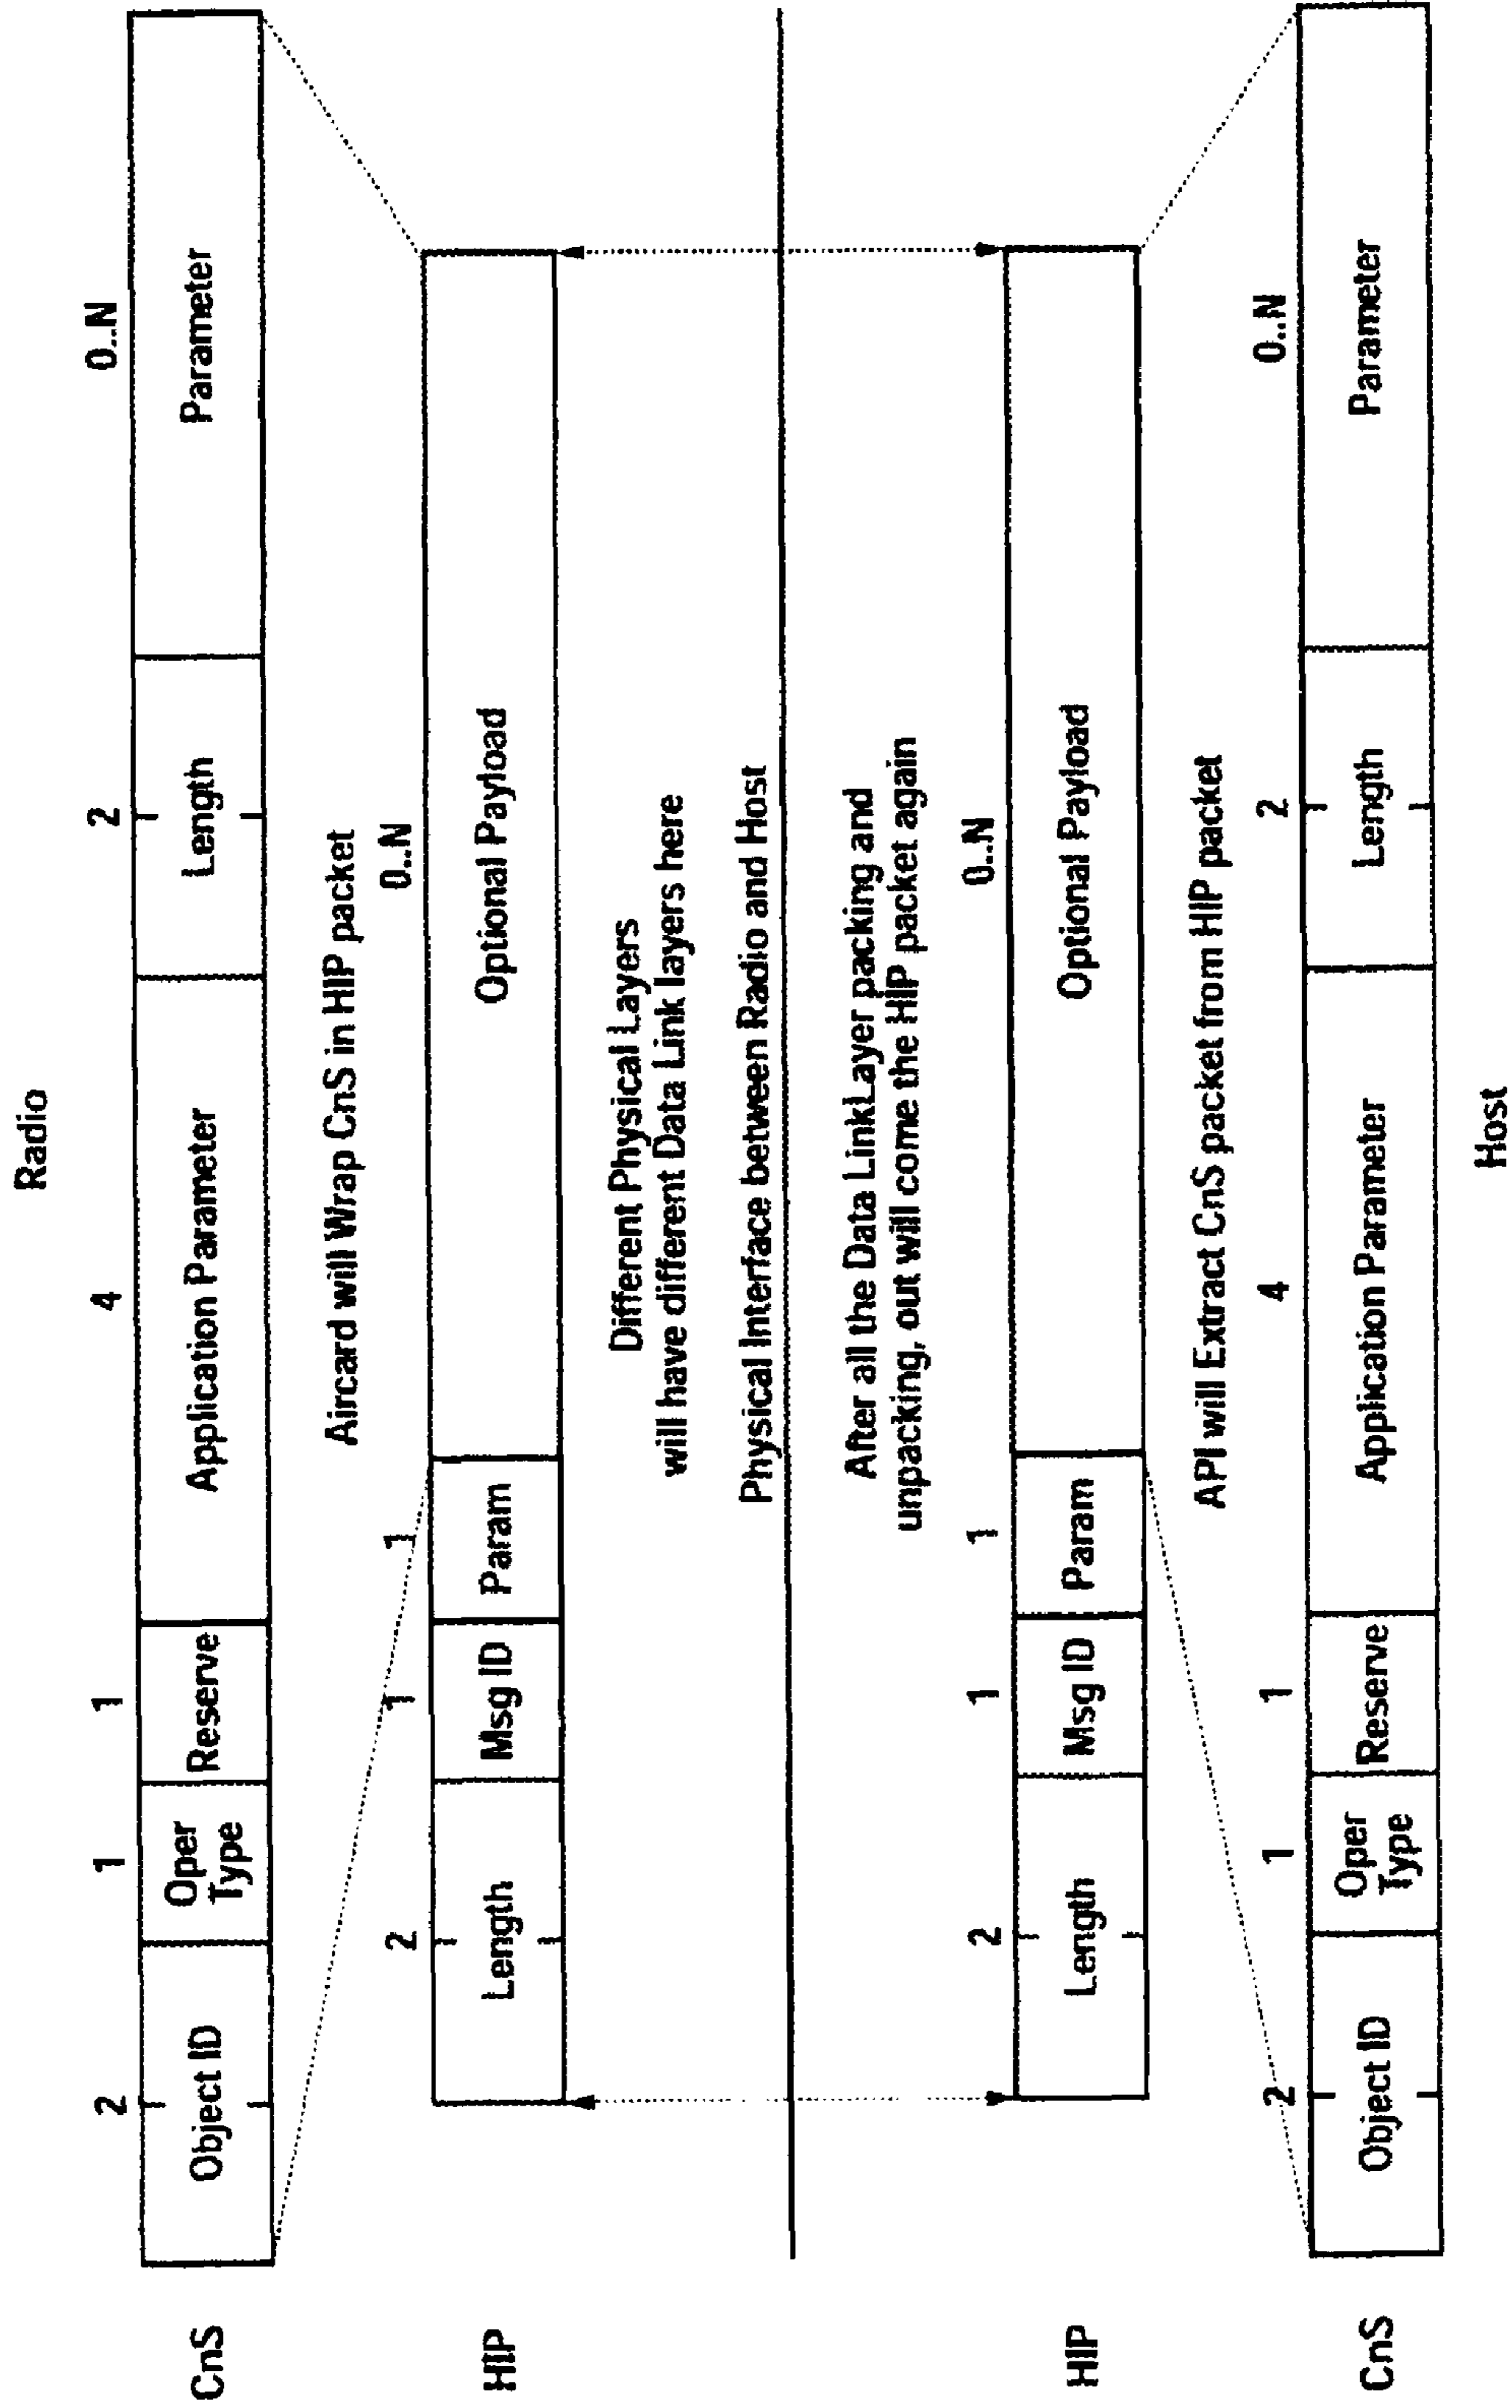 Radio
2 1 1 4 2 0..N
CnS Object ID Oper Type Reserve Application Parameter Length Parameter
Aircard will Wrap CnS in HIP packet
2 1 1 0..N
HIP Length Msg ID Param Optional Payload
Different Physical Layers
will have different Data Link layers here
Physical Interface between Radio and Host
After all the Data LinkLayer packing and
unpacking, out will come the HIP packet again
2 1 1 0..N
HIP Length Msg ID Param Optional Payload
API will Extract CnS packet from HIP packet
2 1 1 4 2 0..N
CnS Object ID Oper Type Reserve Application Parameter Length Parameter
Host